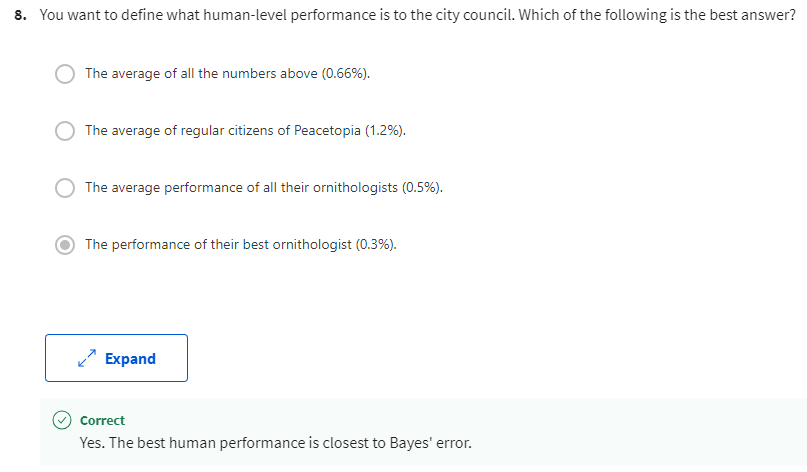 8. You want to define what human-level performance is to the city council. Which of the following is the best answer?
The average of all the numbers above (0.66%).
The average of regular citizens of Peacetopia (1.2%).
The average performance of all their ornithologists (0.5%).
The performance of their best ornithologist (0.3%).
Expand
Correct
Yes. The best human performance is closest to Bayes' error.